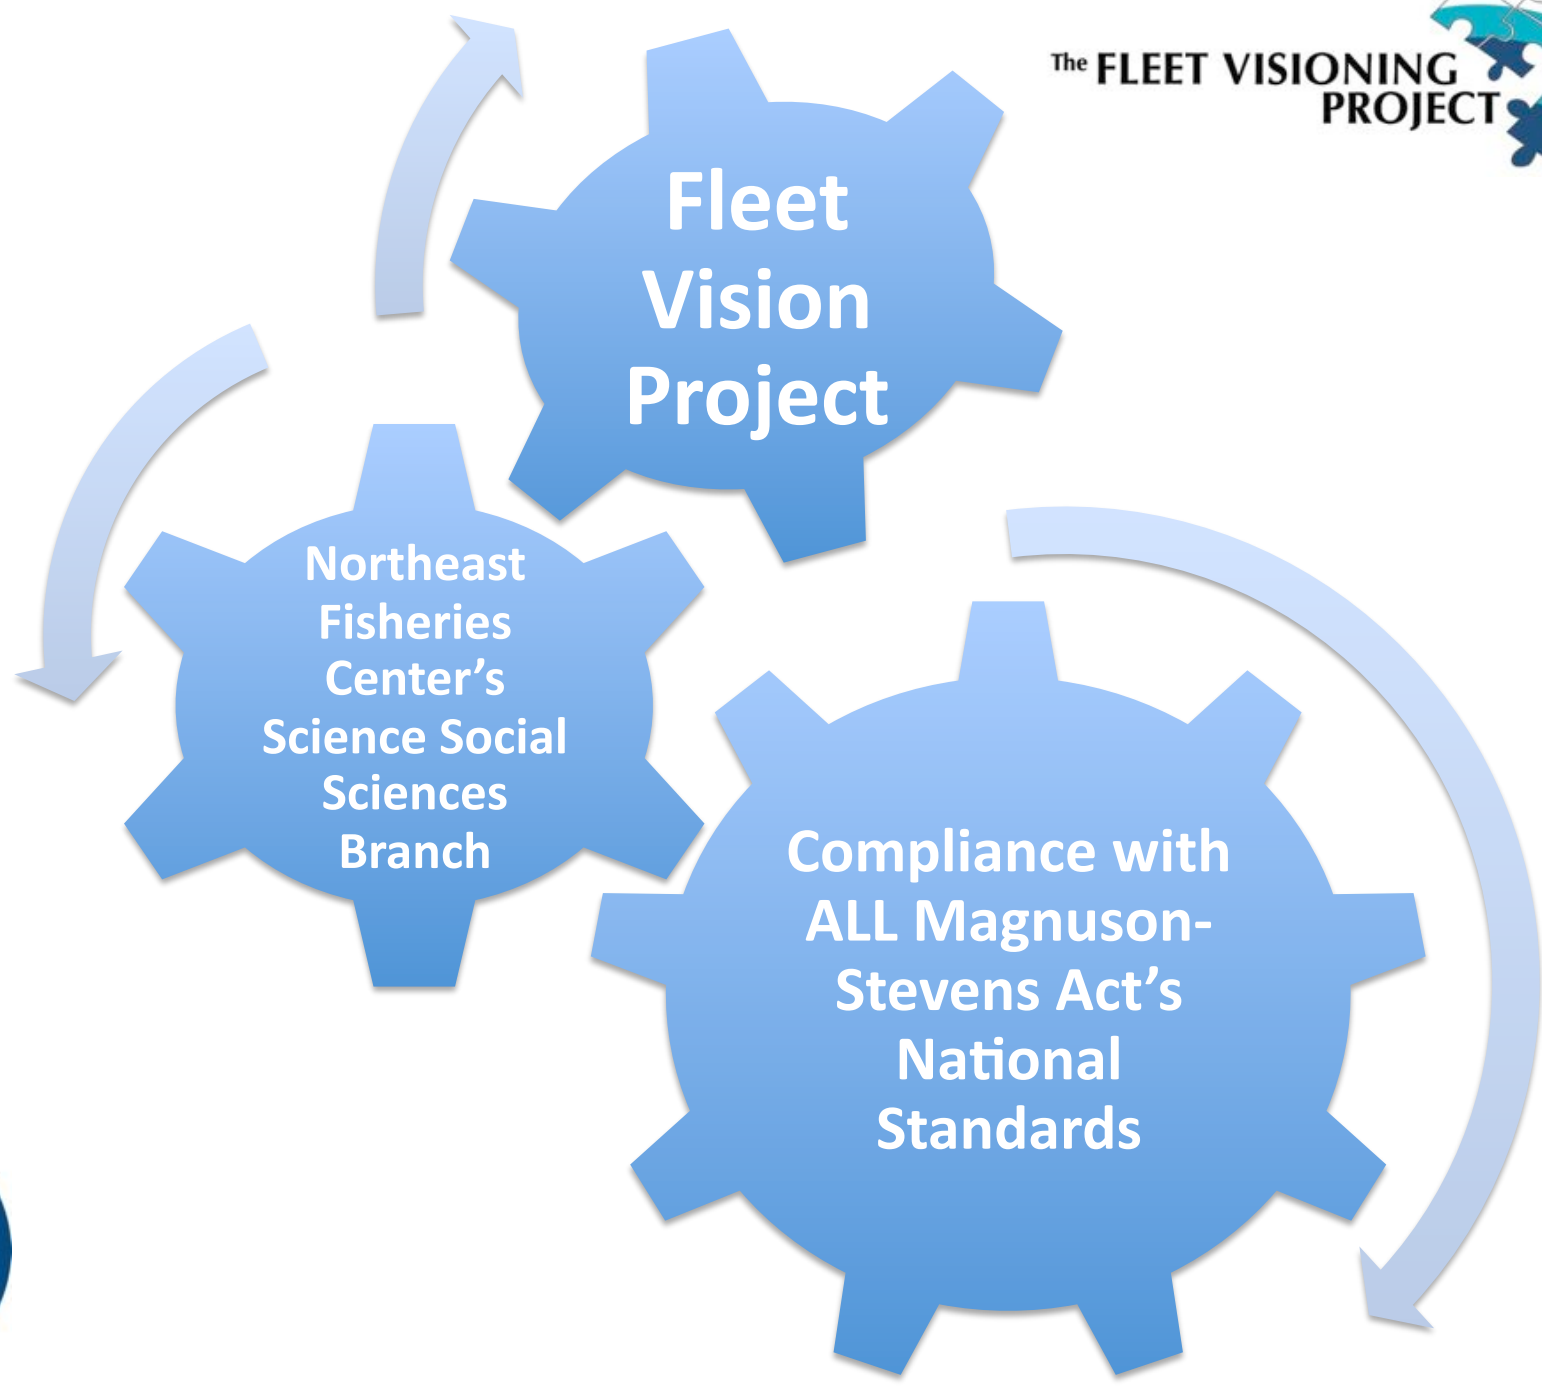 The FLEET VISIONING
PROJECT
Fleet
Vision
Project
Northeast
Fisheries
Center’s
Science Social
Sciences
Branch
Compliance with
ALL Magnuson-
Stevens Act’s
National
Standards